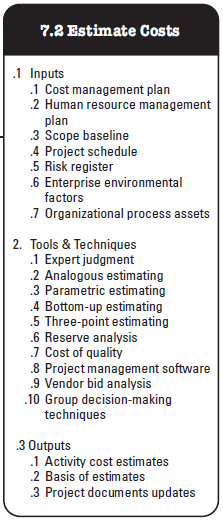 7.2 Estimate Costs
.1 Inputs
.1 Cost management plan
.2 Human resource management
plan
.3 Scope baseline
.4 Project schedule
.5 Risk register
.6 Enterprise environmental
factors
.7 Organizational process assets
2. Tools & Techniques
.1 Expert judgment
.2 Analogous estimating
.3 Parametric estimating
.4 Bottom-up estimating
.5 Three-point estimating
.6 Reserve analysis
.7 Cost of quality
.8 Project management software
.9 Vendor bid analysis
.10 Group decision-making
techniques
.3 Outputs
.1 Activity cost estimates
.2 Basis of estimates
.3 Project documents updates